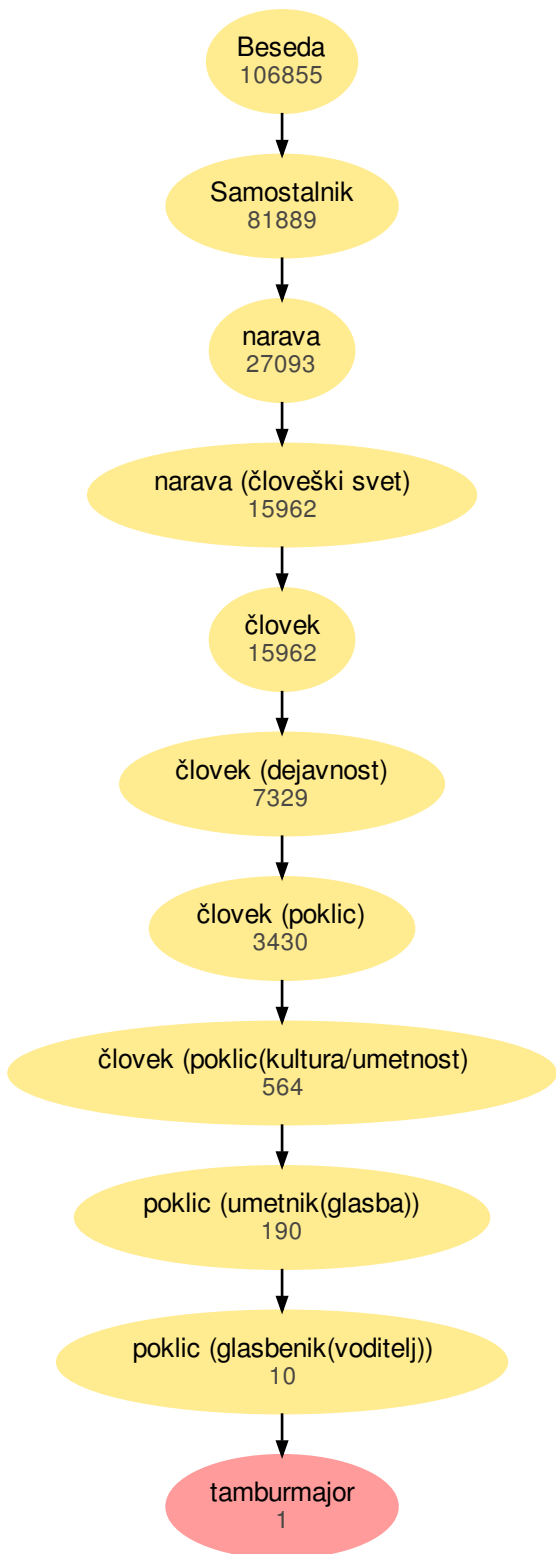 Beseda
106855
Samostalnik
81889
narava
27093
narava (človeški svet)
15962
človek
15962
človek (dejavnost)
7329
človek (poklic)
3430
človek (poklic(kultura/umetnost)
564
poklic (umetnik(glasba))
190
poklic (glasbenik(voditelj))
10
tamburmajor
1